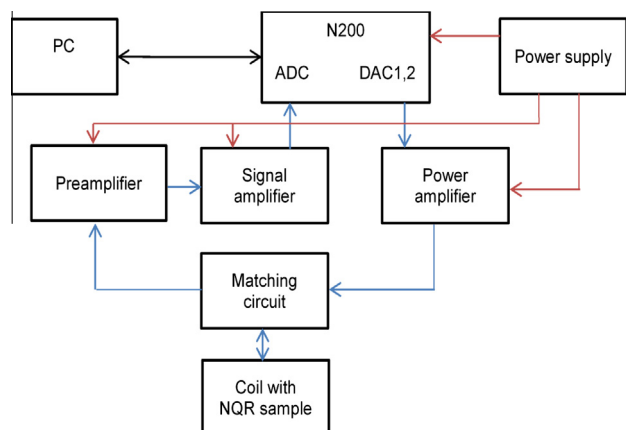 N200
PC
Power supply
ADC
DAC1,2
Preamplifier
Signal
amplifier
Power
amplifier
Matching
circuit
Coil with
NQR sample